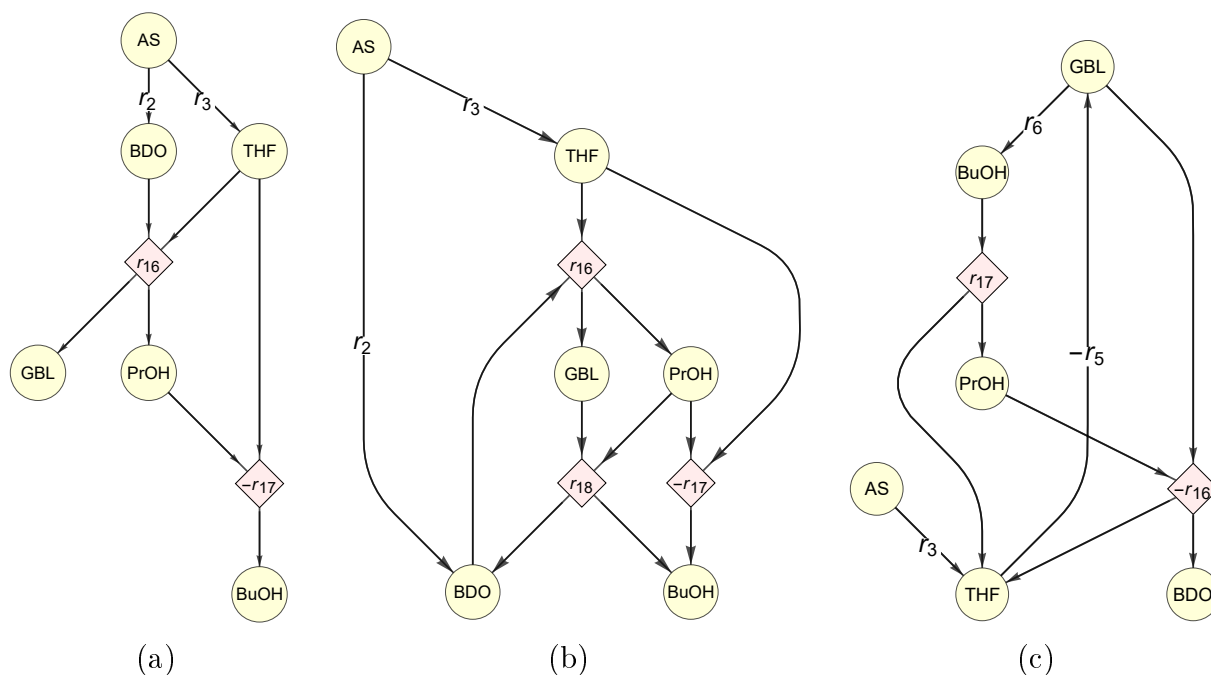 AS
r2
r3
BDO
THF
r16
GBL
PrOH
−r17
BuOH
(a)
AS
r3
THF
r16
r2
GBL
PrOH
r18
−r17
BDO
BuOH
(b)
GBL
r6
BuOH
r17
−r5
PrOH
AS
−r16
r3
THF
BDO
(c)